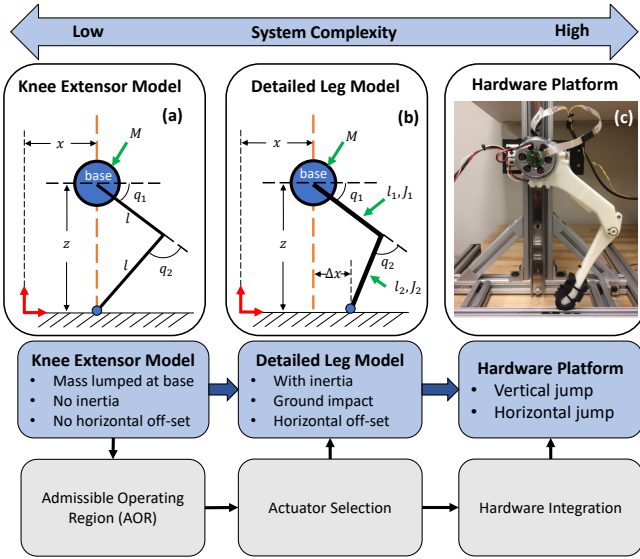 Low System Complexity High
Knee Extensor Model
(a)
M
x
base
q₁
z
l
l
q₂
Detailed Leg Model
(b)
M
x
base
q₁
l₁, J₁
z
q₂
Δx
l₂, J₂
Hardware Platform
(c)
Knee Extensor Model
• Mass lumped at base
• No inertia
• No horizontal off-set
Detailed Leg Model
• With inertia
• Ground impact
• Horizontal off-set
Hardware Platform
• Vertical jump
• Horizontal jump
Admissible Operating
Region (AOR)
Actuator Selection
Hardware Integration